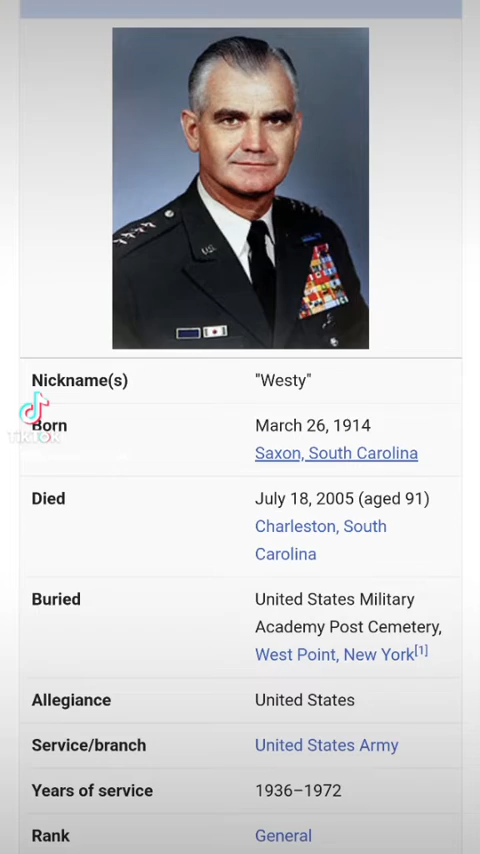 U.S.
Nickname(s) "Westy"
Born March 26, 1914
Saxon, South Carolina
TikTok
Died July 18, 2005 (aged 91)
Charleston, South
Carolina
Buried United States Military
Academy Post Cemetery,
West Point, New York[1]
Allegiance United States
Service/branch United States Army
Years of service 1936–1972
Rank General